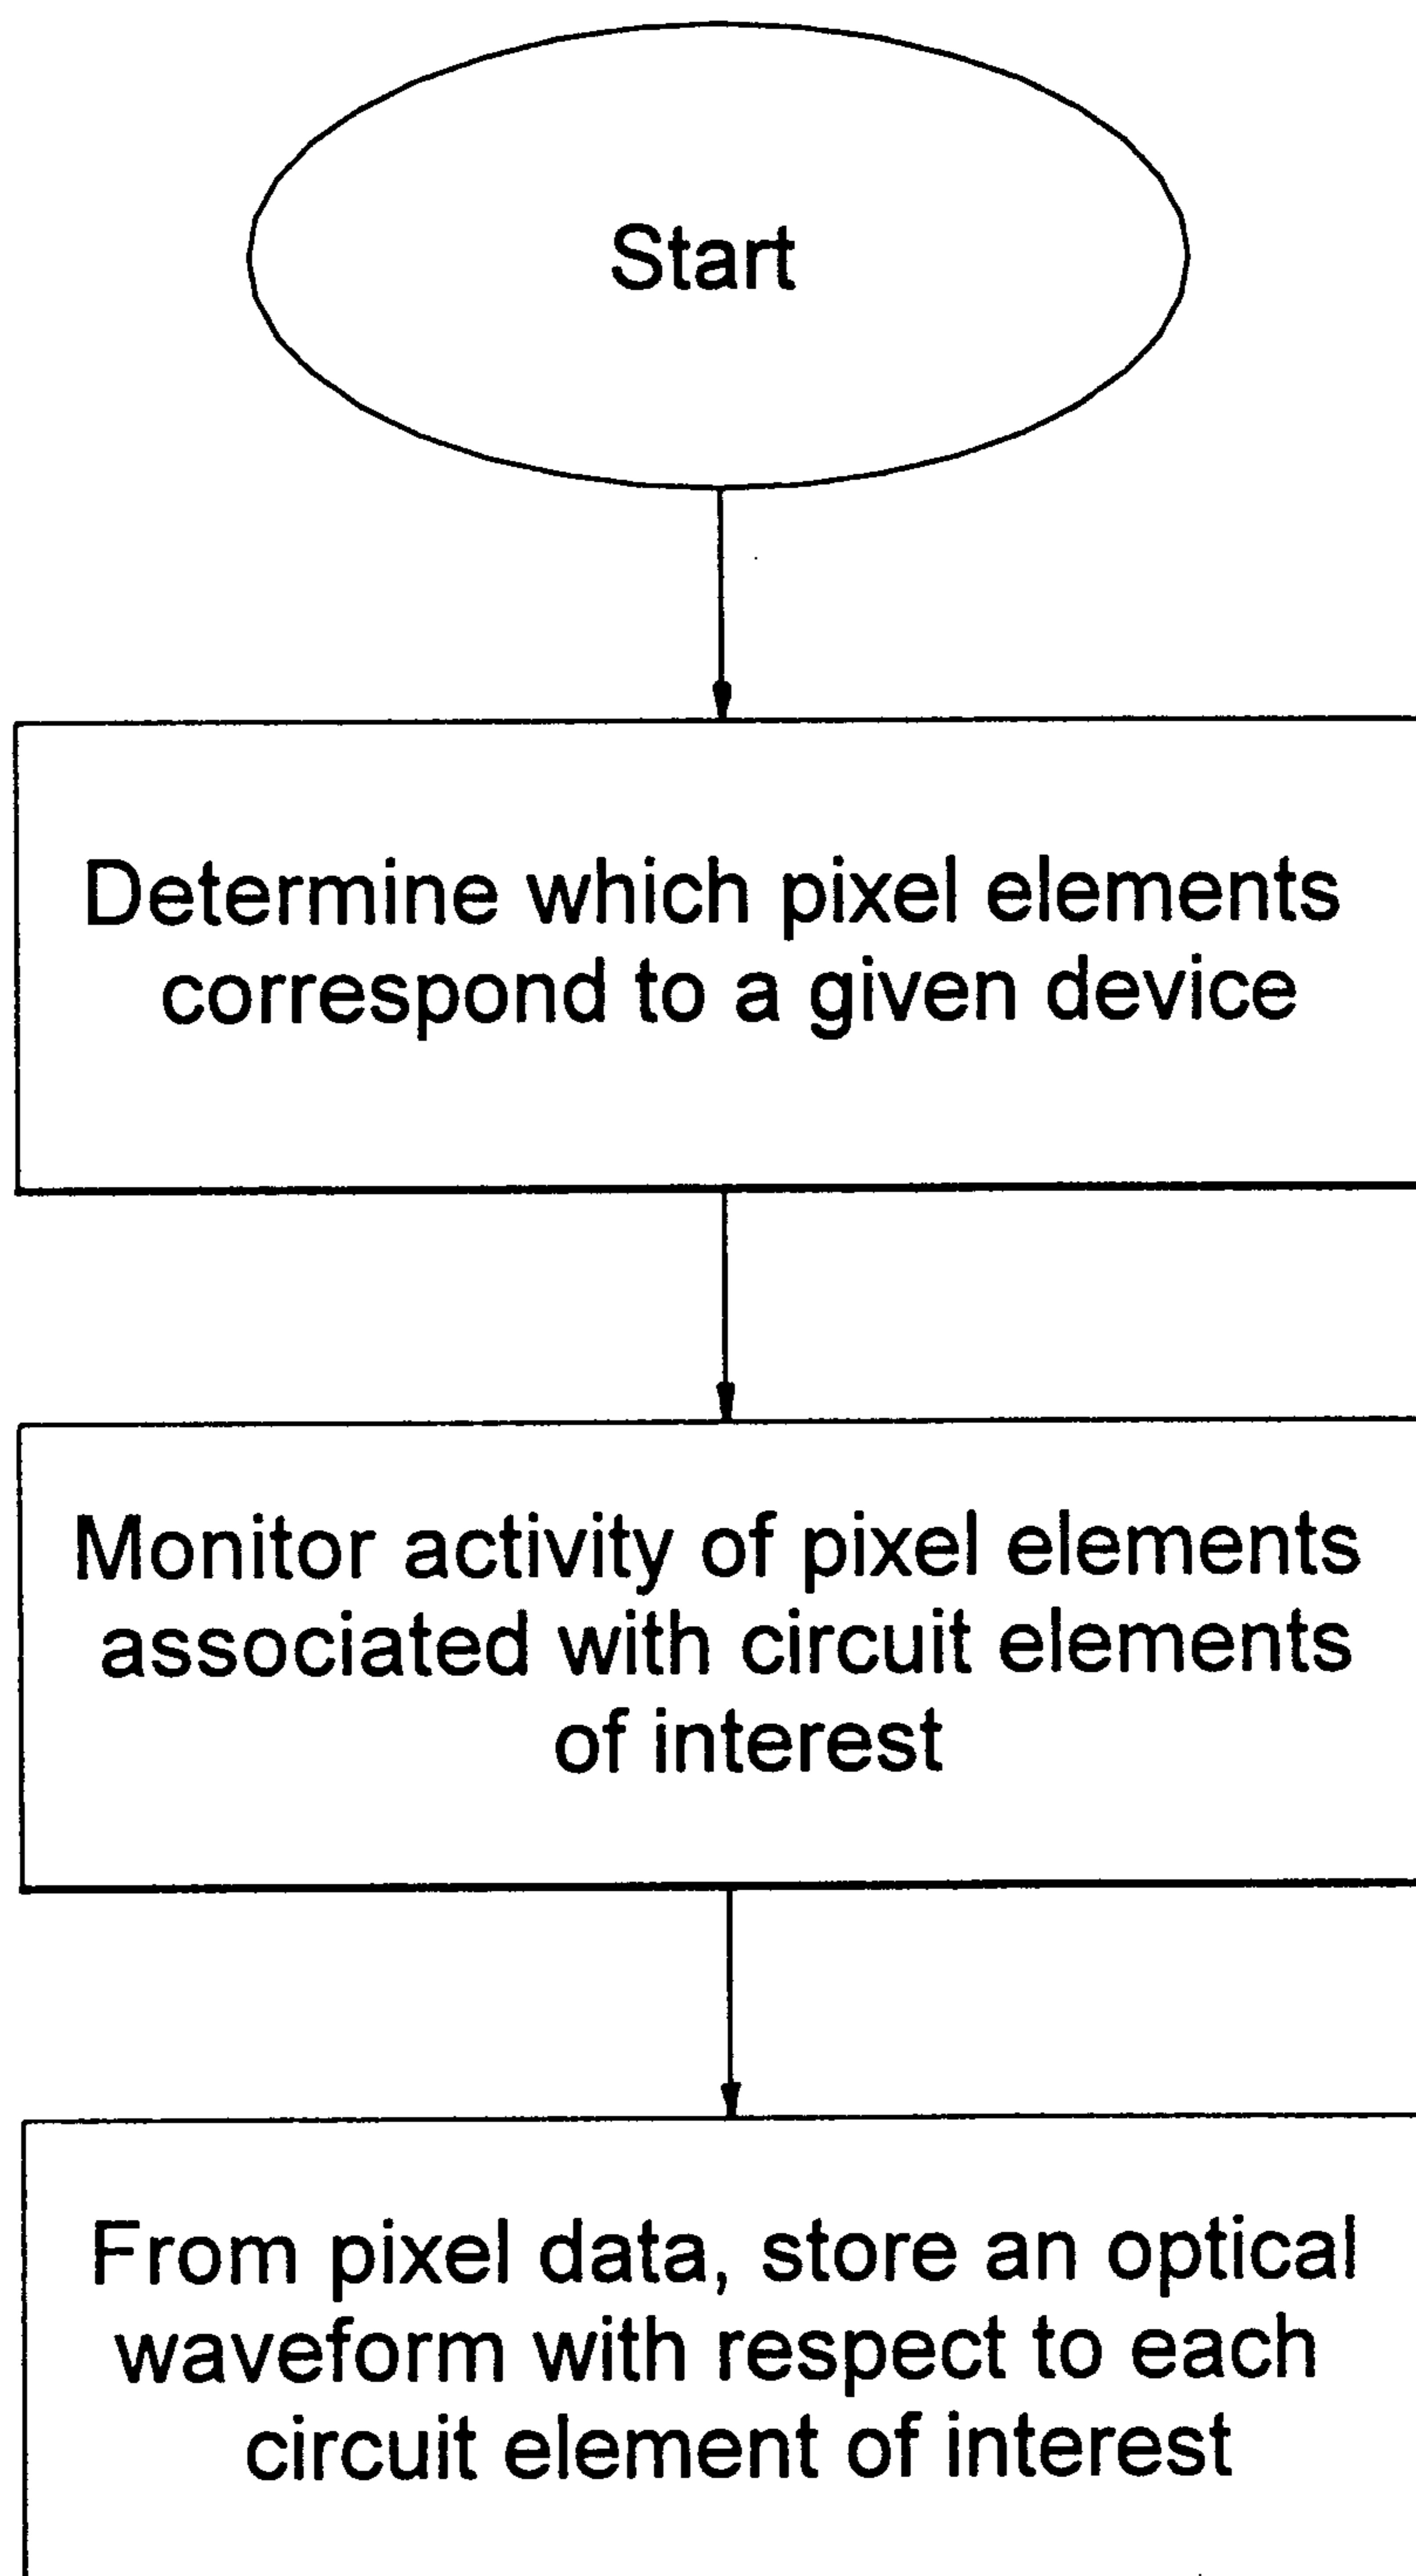 Start
Determine which pixel elements
correspond to a given device
Monitor activity of pixel elements
associated with circuit elements
of interest
From pixel data, store an optical
waveform with respect to each
circuit element of interest